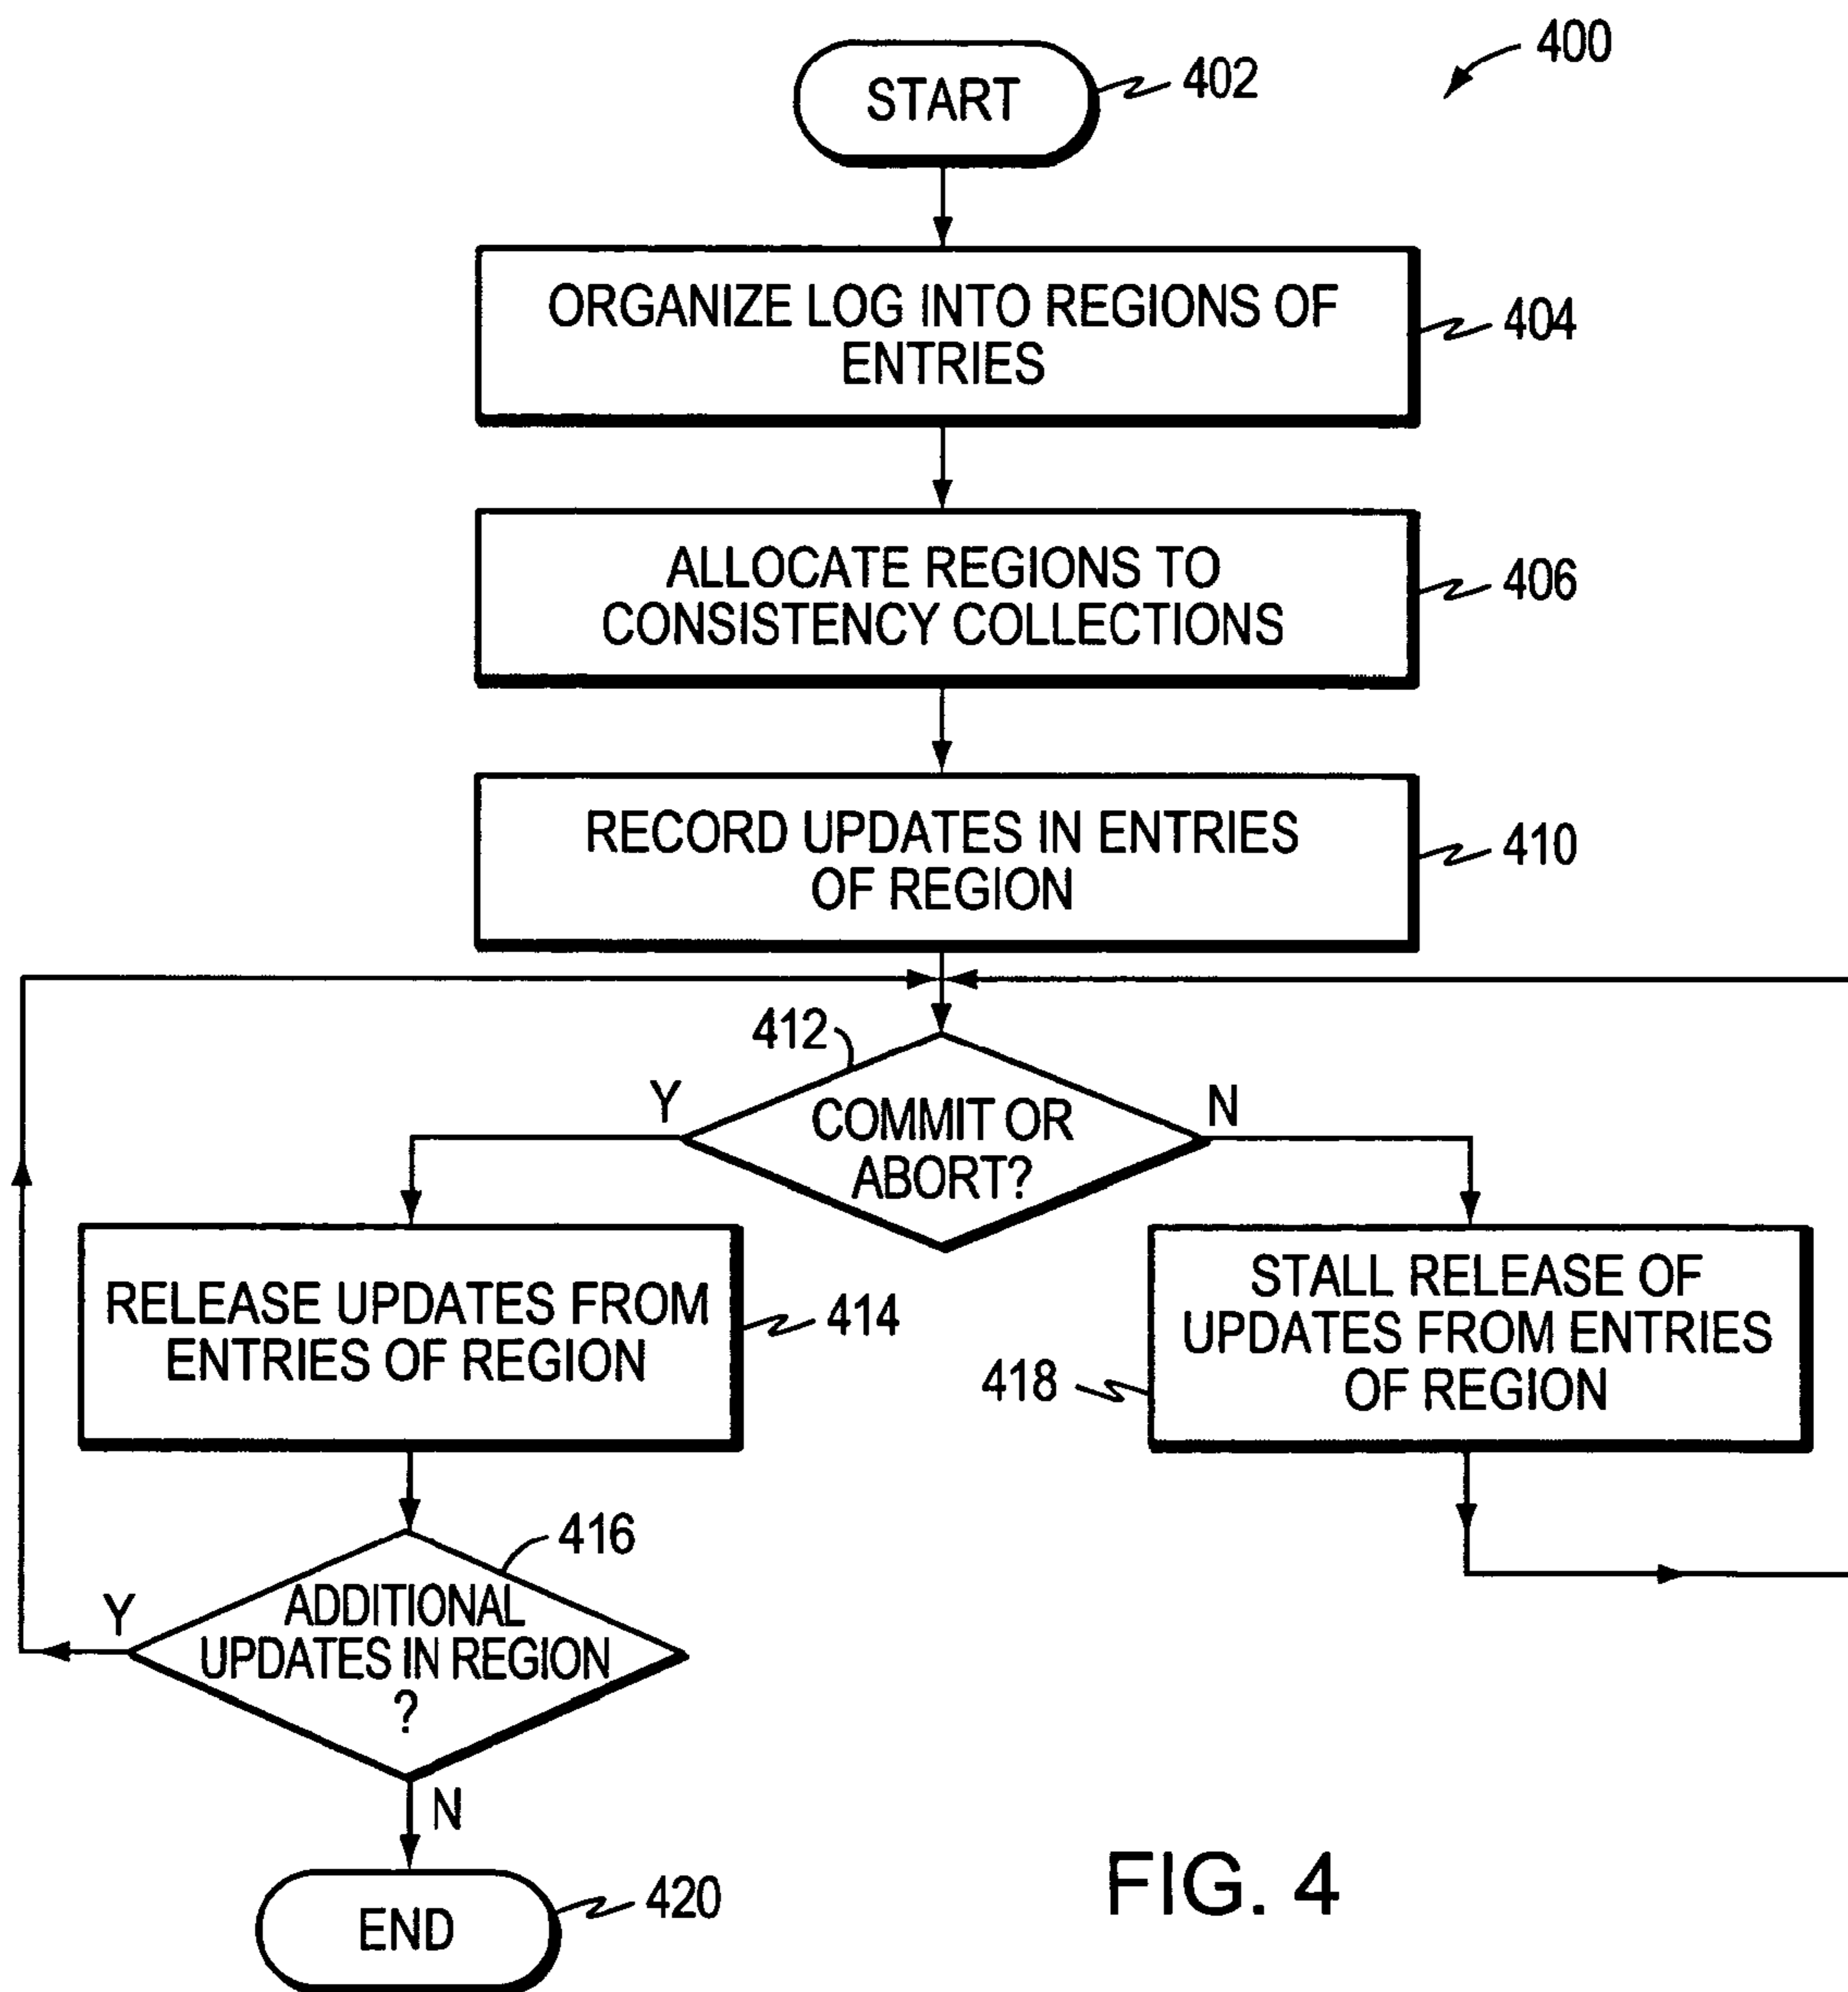 400
START
402
ORGANIZE LOG INTO REGIONS OF
ENTRIES
404
ALLOCATE REGIONS TO
CONSISTENCY COLLECTIONS
406
RECORD UPDATES IN ENTRIES
OF REGION
410
412
Y
COMMIT OR
ABORT?
N
RELEASE UPDATES FROM
ENTRIES OF REGION
414
STALL RELEASE OF
UPDATES FROM ENTRIES
OF REGION
418
416
Y
ADDITIONAL
UPDATES IN REGION
?
N
END
420
FIG. 4